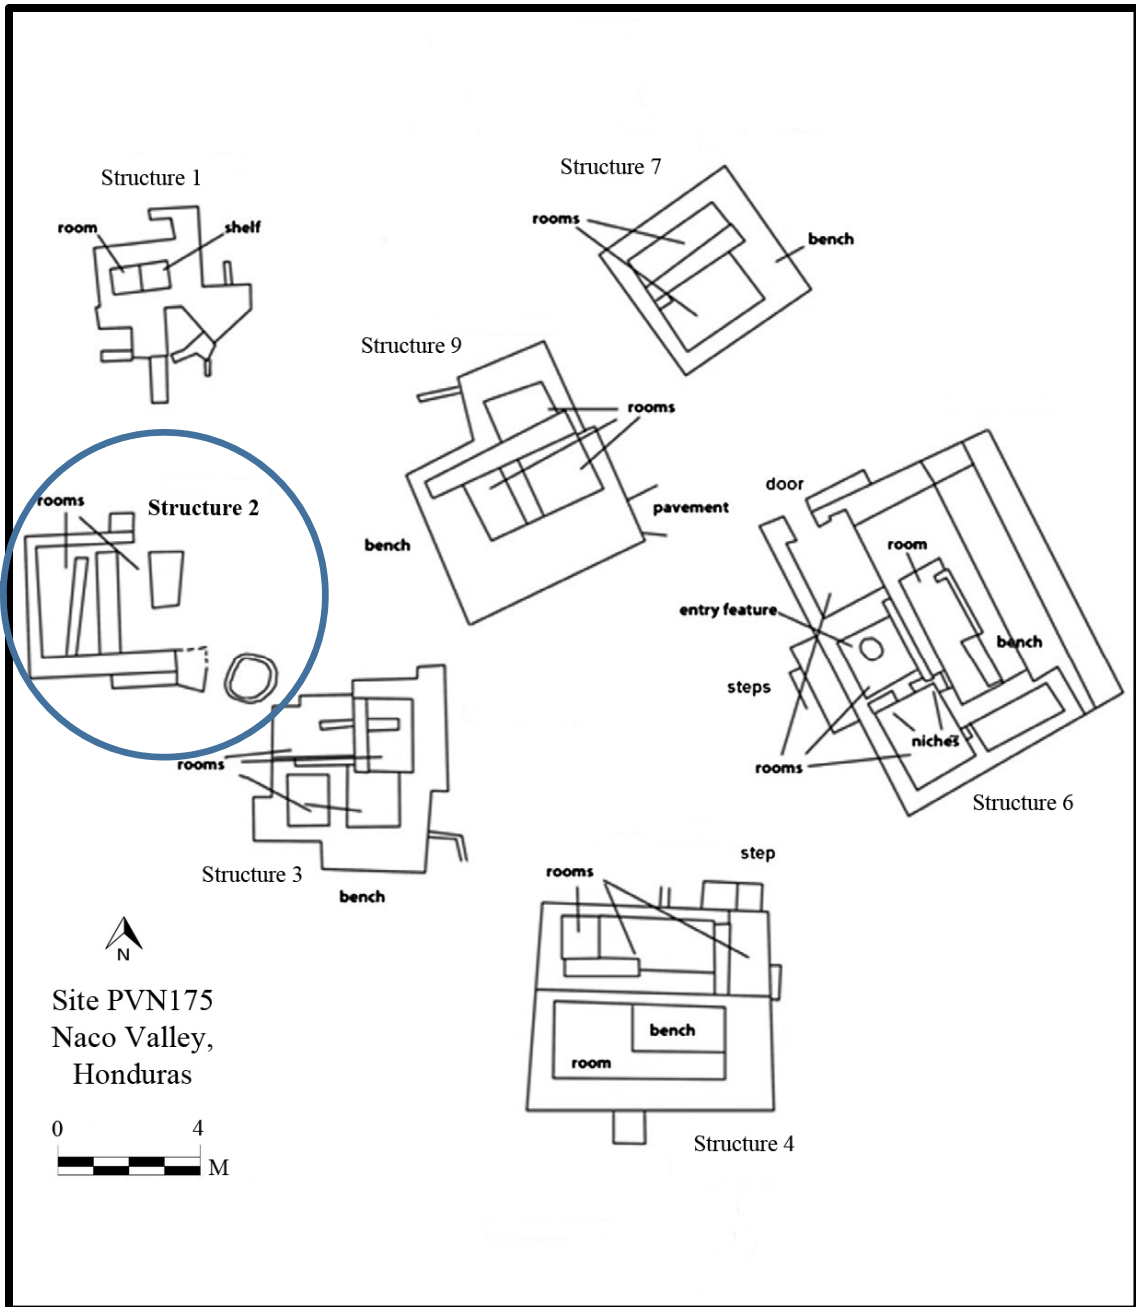 Structure 1
room
shelf
Structure 7
rooms
bench
Structure 9
rooms
pavement
bench
rooms
Structure 2
door
room
entry feature
bench
steps
niches
rooms
Structure 6
rooms
Structure 3
bench
step
rooms
bench
room
Structure 4
N
Site PVN175
Naco Valley,
Honduras
0 4
M